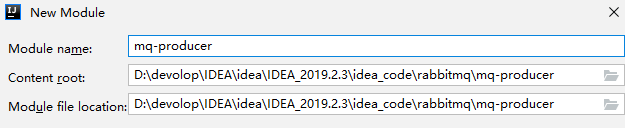 New Module
Module name: mq-producer
Content root: D:\devolop\IDEA\idea\IDEA_2019.2.3\idea_code\rabbitmq\mq-producer
Module file location: D:\devolop\IDEA\idea\IDEA_2019.2.3\idea_code\rabbitmq\mq-producer